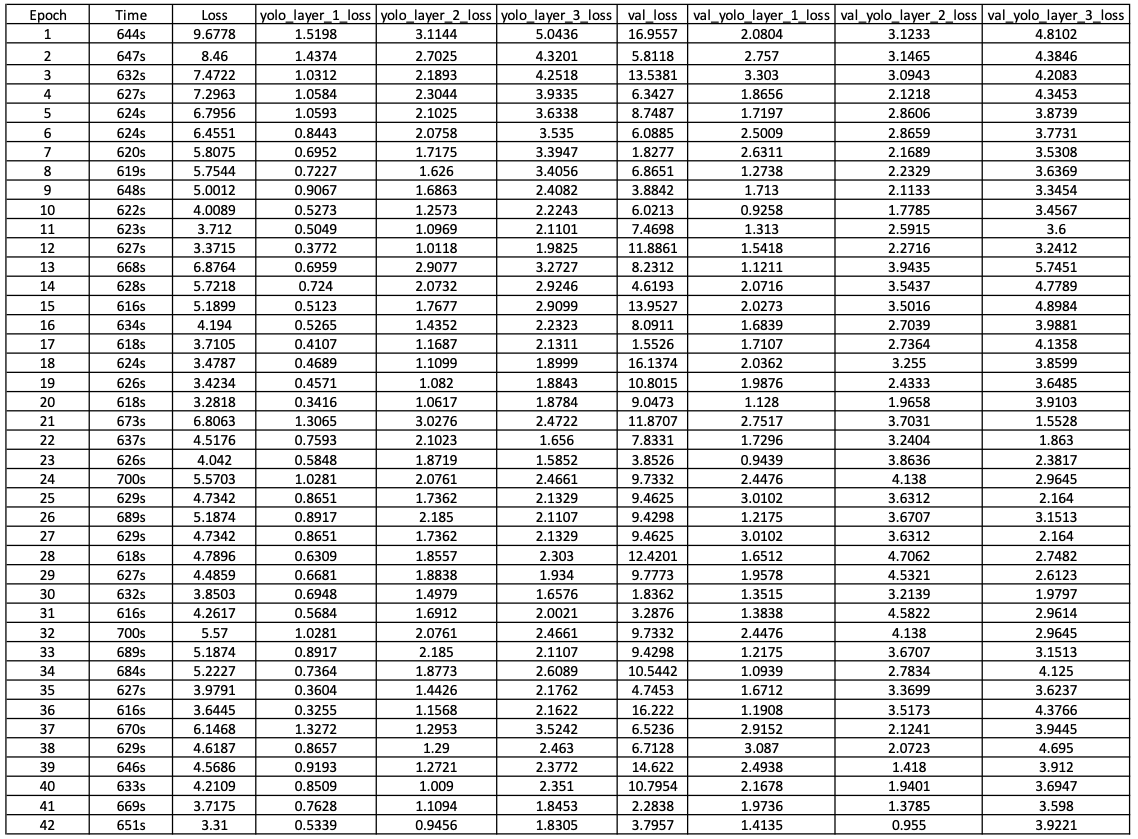 Epoch Time Loss yolo_layer_1_loss yolo_layer_2_loss yolo_layer_3_loss val_loss val_yolo_layer_1_loss val_yolo_layer_2_loss val_yolo_layer_3_loss
1 644s 9.6778 1.5198 3.1144 5.0436 16.9557 2.0804 3.1233 4.8102
2 647s 8.46 1.4374 2.7025 4.3201 5.8118 2.757 3.1465 4.3846
3 632s 7.4722 1.0312 2.1893 4.2518 13.5381 3.303 3.0943 4.2083
4 627s 7.2963 1.0584 2.3044 3.9335 6.3427 1.8656 2.1218 4.3453
5 624s 6.7956 1.0593 2.1025 3.6338 8.7487 1.7197 2.8606 3.8739
6 624s 6.4551 0.8443 2.0758 3.535 6.0885 2.5009 2.8659 3.7731
7 620s 5.8075 0.6952 1.7175 3.3947 1.8277 2.6311 2.1689 3.5308
8 619s 5.7544 0.7227 1.626 3.4056 6.8651 1.2738 2.2329 3.6369
9 648s 5.0012 0.9067 1.6863 2.4082 3.8842 1.713 2.1133 3.3454
10 622s 4.0089 0.5273 1.2573 2.2243 6.0213 0.9258 1.7785 3.4567
11 623s 3.712 0.5049 1.0969 2.1101 7.4698 1.313 2.5915 3.6
12 627s 3.3715 0.3772 1.0118 1.9825 11.8861 1.5418 2.2716 3.2412
13 668s 6.8764 0.6959 2.9077 3.2727 8.2312 1.1211 3.9435 5.7451
14 628s 5.7218 0.724 2.0732 2.9246 4.6193 2.0716 3.5437 4.7789
15 616s 5.1899 0.5123 1.7677 2.9099 13.9527 2.0273 3.5016 4.8984
16 634s 4.194 0.5265 1.4352 2.2323 8.0911 1.6839 2.7039 3.9881
17 618s 3.7105 0.4107 1.1687 2.1311 1.5526 1.7107 2.7364 4.1358
18 624s 3.4787 0.4689 1.1099 1.8999 16.1374 2.0362 3.255 3.8599
19 626s 3.4234 0.4571 1.082 1.8843 10.8015 1.9876 2.4333 3.6485
20 618s 3.2818 0.3416 1.0617 1.8784 9.0473 1.128 1.9658 3.9103
21 673s 6.8063 1.3065 3.0276 2.4722 11.8707 2.7517 3.7031 1.5528
22 637s 4.5176 0.7593 2.1023 1.656 7.8331 1.7296 3.2404 1.863
23 626s 4.042 0.5848 1.8719 1.5852 3.8526 0.9439 3.8636 2.3817
24 700s 5.5703 1.0281 2.0761 2.4661 9.7332 2.4476 4.138 2.9645
25 629s 4.7342 0.8651 1.7362 2.1329 9.4625 3.0102 3.6312 2.164
26 689s 5.1874 0.8917 2.185 2.1107 9.4298 1.2175 3.6707 3.1513
27 629s 4.7342 0.8651 1.7362 2.1329 9.4625 3.0102 3.6312 2.164
28 618s 4.7896 0.6309 1.8557 2.303 12.4201 1.6512 4.7062 2.7482
29 627s 4.4859 0.6681 1.8838 1.934 9.7773 1.9578 4.5321 2.6123
30 632s 3.8503 0.6948 1.4979 1.6576 1.8362 1.3515 3.2139 1.9797
31 616s 4.2617 0.5684 1.6912 2.0021 3.2876 1.3838 4.5822 2.9614
32 700s 5.57 1.0281 2.0761 2.4661 9.7332 2.4476 4.138 2.9645
33 689s 5.1874 0.8917 2.185 2.1107 9.4298 1.2175 3.6707 3.1513
34 684s 5.2227 0.7364 1.8773 2.6089 10.5442 1.0939 2.7834 4.125
35 627s 3.9791 0.3604 1.4426 2.1762 4.7453 1.6712 3.3699 3.6237
36 616s 3.6445 0.3255 1.1568 2.1622 16.222 1.1908 3.5173 4.3766
37 670s 6.1468 1.3272 1.2953 3.5242 6.5236 2.9152 2.1241 3.9445
38 629s 4.6187 0.8657 1.29 2.463 6.7128 3.087 2.0723 4.695
39 646s 4.5686 0.9193 1.2721 2.3772 14.622 2.4938 1.418 3.912
40 633s 4.2109 0.8509 1.009 2.351 10.7954 2.1678 1.9401 3.6947
41 669s 3.7175 0.7628 1.1094 1.8453 2.2838 1.9736 1.3785 3.598
42 651s 3.31 0.5339 0.9456 1.8305 3.7957 1.4135 0.955 3.9221